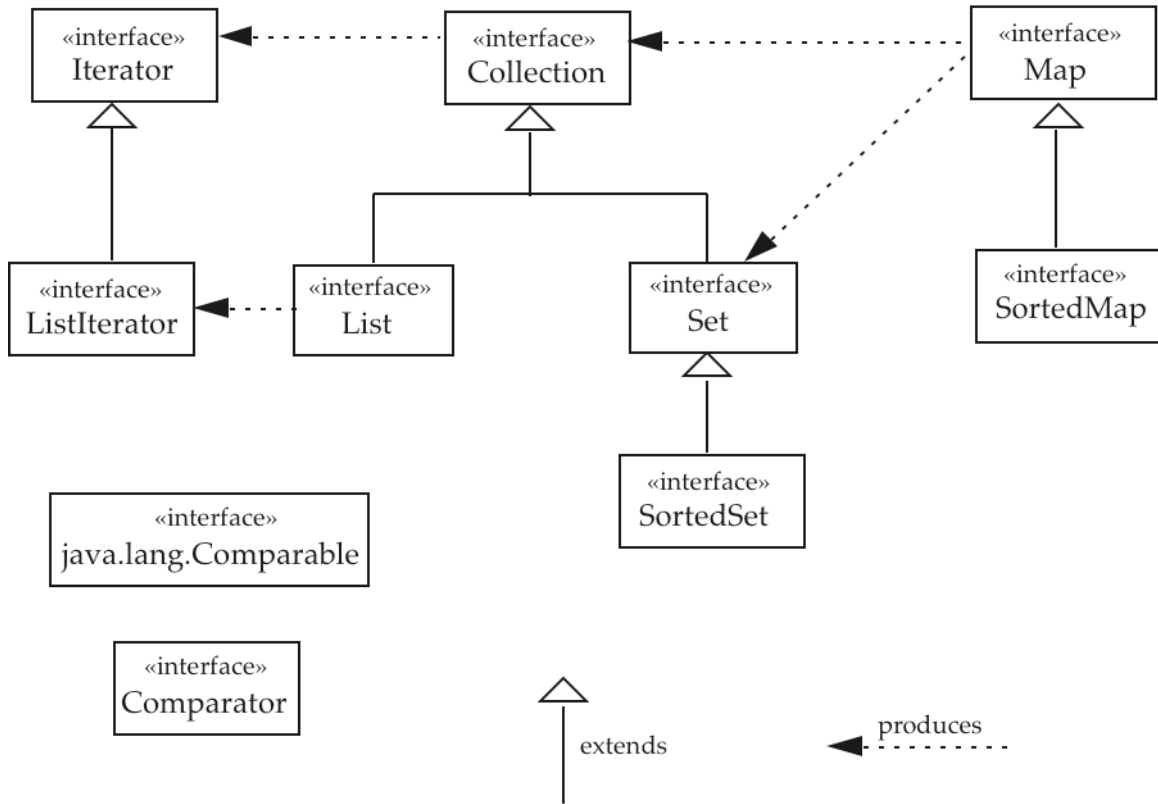 «interface»
Iterator
«interface»
Collection
«interface»
Map
«interface»
ListIterator
«interface»
List
«interface»
Set
«interface»
SortedMap
«interface»
SortedSet
«interface»
java.lang.Comparable
«interface»
Comparator
extends
produces